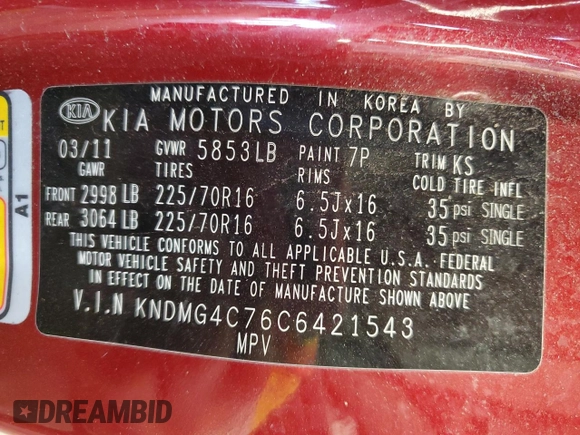 MANUFACTURED IN KOREA BY
KIA KIA MOTORS CORPORATION
03/11 GVWR 5853LB PAINT 7P TRIM KS
GAWR TIRES RIMS COLD TIRE INFL
FRONT 2998 LB 225/70R16 6.5Jx16 35 psi SINGLE
REAR 3064 LB 225/70R16 6.5Jx16 35 psi SINGLE
THIS VEHICLE CONFORMS TO ALL APPLICABLE U.S.A. FEDERAL
MOTOR VEHICLE SAFETY AND THEFT PREVENTION STANDARDS
IN EFFECT ON THE DATE OF MANUFACTURE SHOWN ABOVE
V.I.N KNDMG4C76C6421543
MPV
A1
DREAMBID